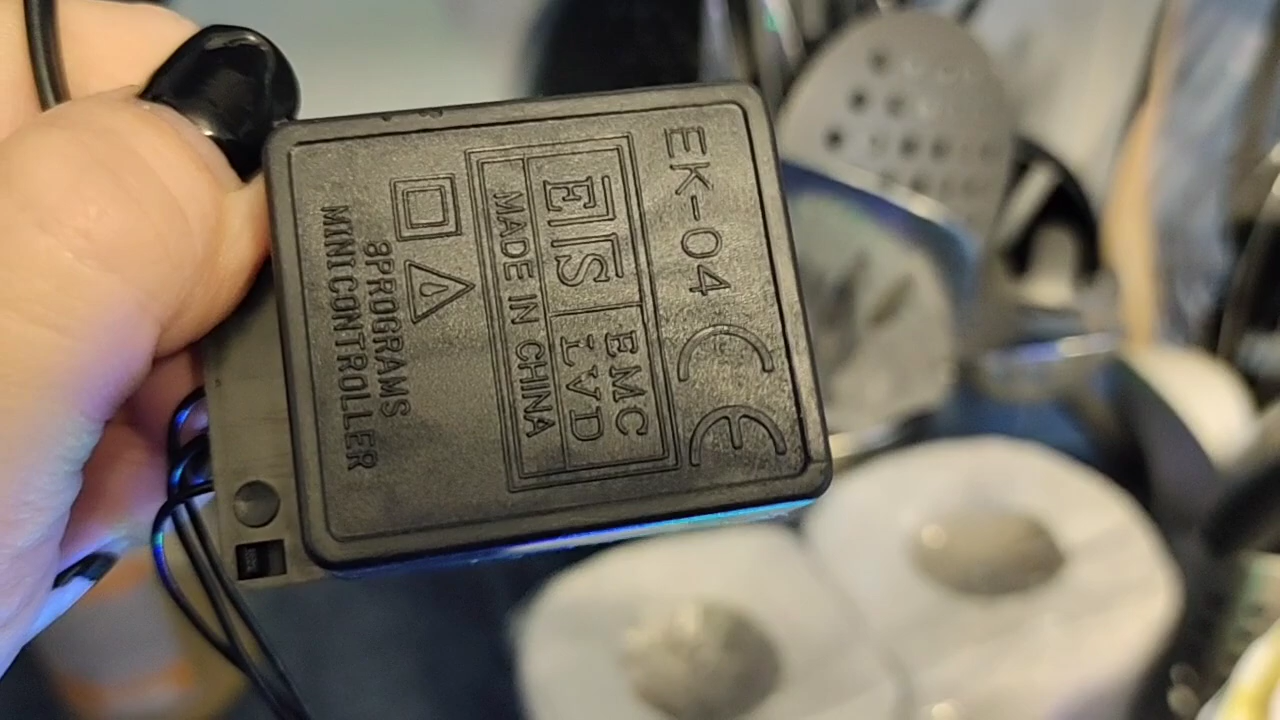 EK-04 CE
ETS EMC
LVD
MADE IN CHINA
8PROGRAMS
MINICONTROLLER